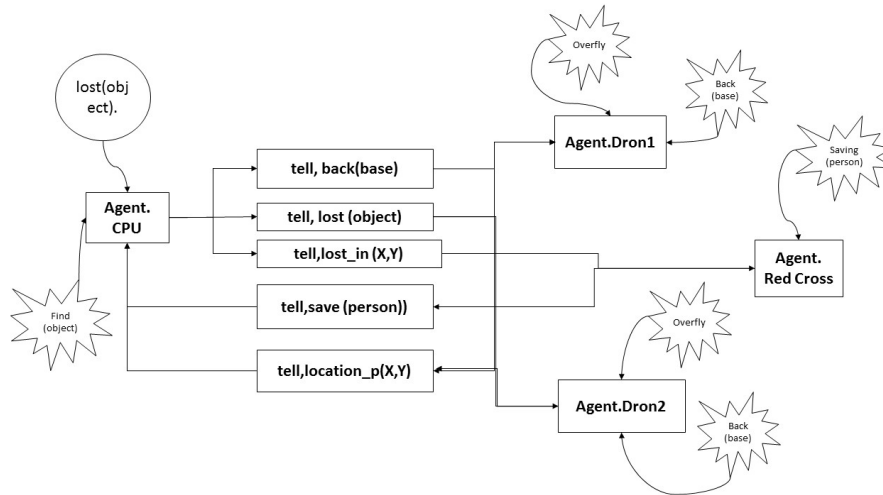 lost(obj
ect).
Agent.
CPU
Find
(object)
tell, back(base)
tell, lost (object)
tell,lost_in (X,Y)
tell,save (person))
tell,location_p(X,Y)
Overfly
Back
(base)
Agent.Dron1
Saving
(person)
Agent.
Red Cross
Overfly
Agent.Dron2
Back
(base)